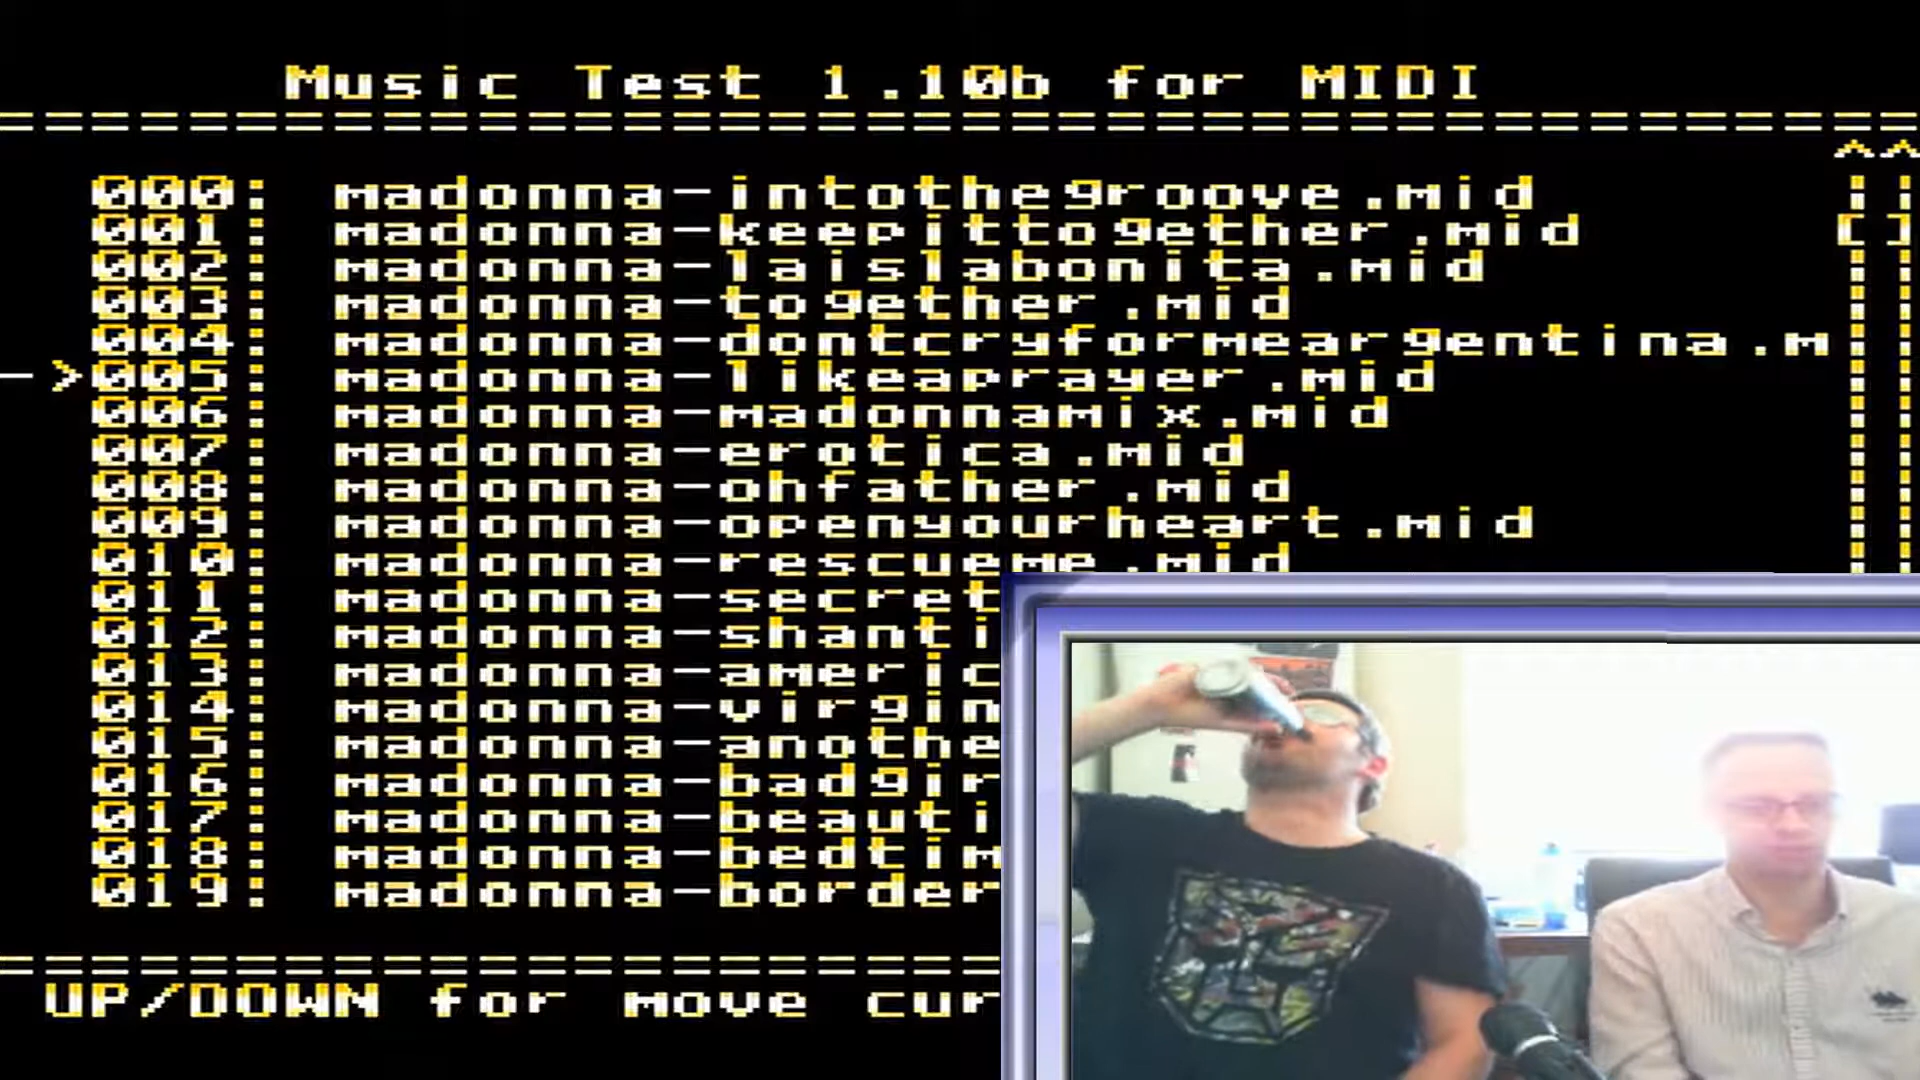 Music Test 1.10b for MIDI
000: madonna-intothegroove.mid
001: madonna-keepittogether.mid
002: madonna-laislabonita.mid
003: madonna-together.mid
004: madonna-dontcryformeargentina.m
->005: madonna-likeaprayer.mid
006: madonna-madonnamix.mid
007: madonna-erotica.mid
008: madonna-ohfather.mid
009: madonna-openyourheart.mid
010: madonna-rescueme.mid
011: madonna-secret
012: madonna-shanti
013: madonna-americ
014: madonna-virgin
015: madonna-anothe
016: madonna-badgir
017: madonna-beauti
018: madonna-bedtim
019: madonna-border
UP/DOWN for move cur